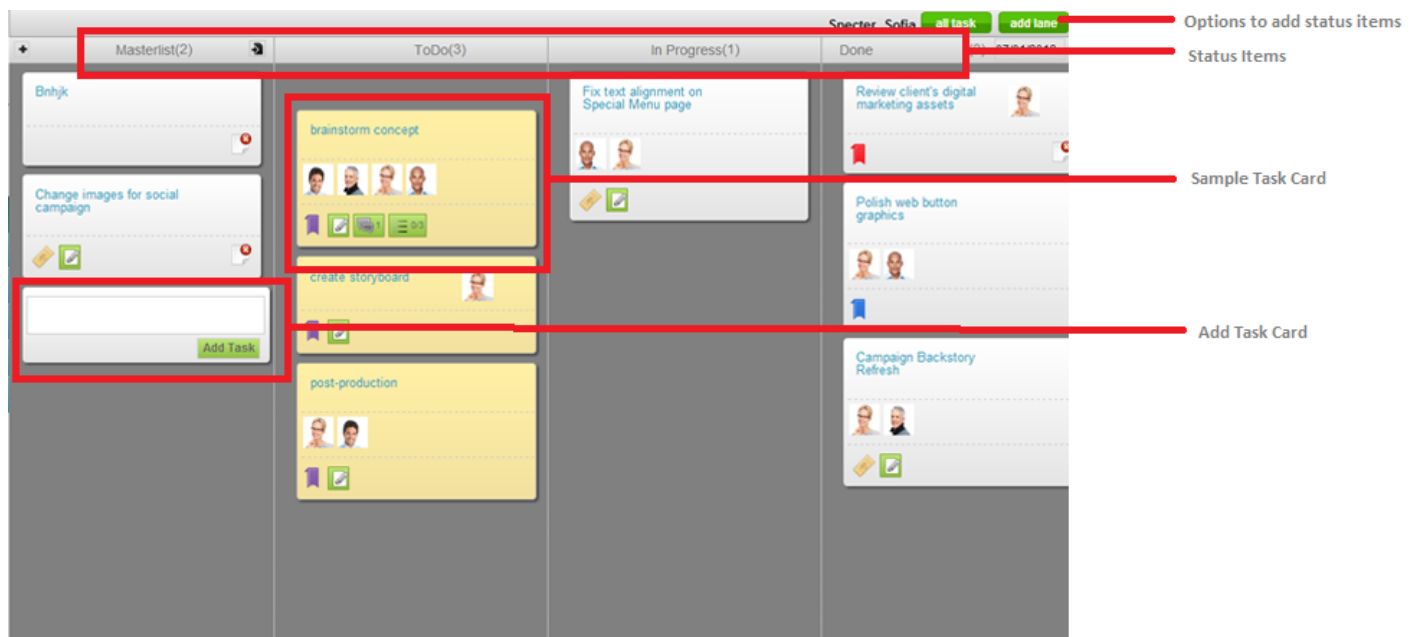 Specter, Sofia all task add lane
Options to add status items
Masterlist(2) ToDo(3) In Progress(1) Done
Status Items
Bnhjk
Change images for social
campaign
Add Task
brainstorm concept
1 0/3
create storyboard
post-production
Fix text alignment on
Special Menu page
Review client's digital
marketing assets
Polish web button
graphics
Campaign Backstory
Refresh
Sample Task Card
Add Task Card